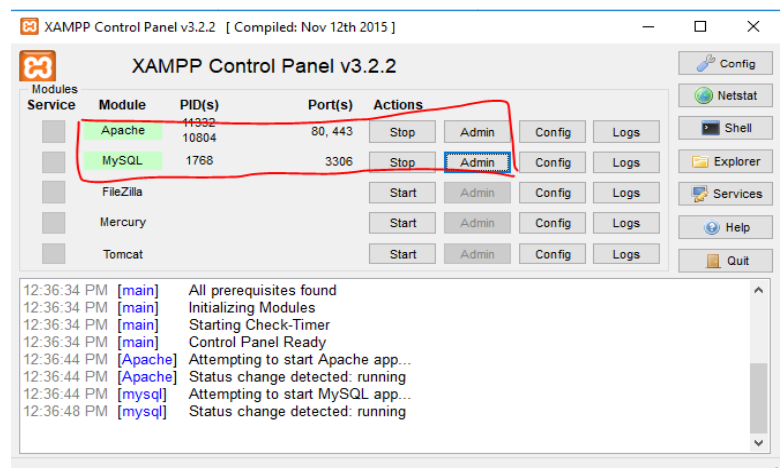 XAMPP Control Panel v3.2.2 [ Compiled: Nov 12th 2015 ]
XAMPP Control Panel v3.2.2
Config
Modules
Service Module PID(s) Port(s) Actions
Netstat
Apache 11332 10804 80, 443 Stop Admin Config Logs
Shell
MySQL 1768 3306 Stop Admin Config Logs
Explorer
FileZilla Start Admin Config Logs
Services
Mercury Start Admin Config Logs
Help
Tomcat Start Admin Config Logs
Quit
12:36:34 PM [main] All prerequisites found
12:36:34 PM [main] Initializing Modules
12:36:34 PM [main] Starting Check-Timer
12:36:34 PM [main] Control Panel Ready
12:36:44 PM [Apache] Attempting to start Apache app...
12:36:44 PM [Apache] Status change detected: running
12:36:44 PM [mysql] Attempting to start MySQL app...
12:36:48 PM [mysql] Status change detected: running